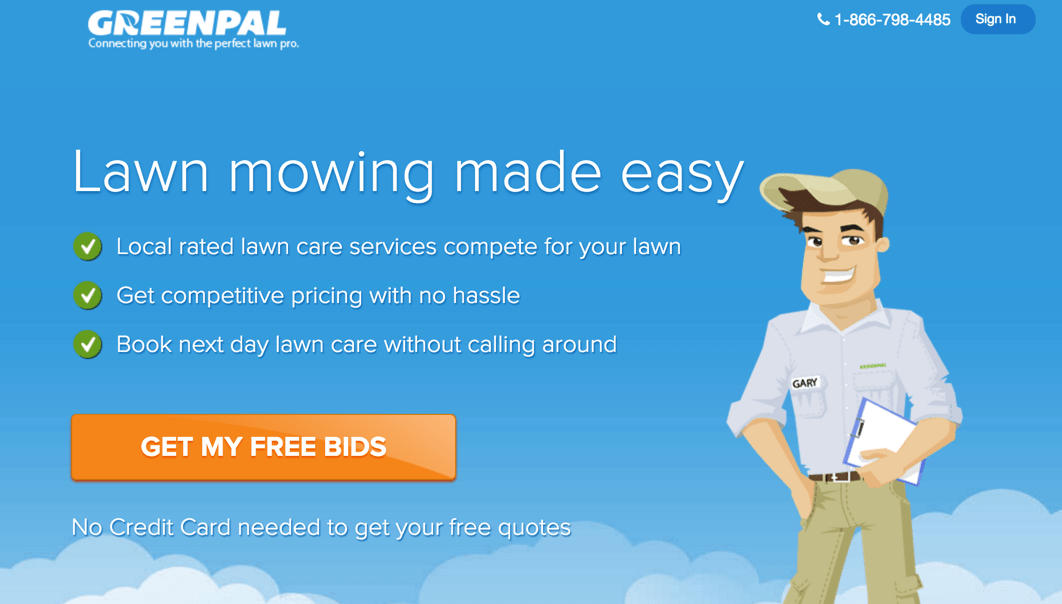 GREENPAL
Connecting you with the perfect lawn pro.
1-866-798-4485
Sign In
Lawn mowing made easy
Local rated lawn care services compete for your lawn
Get competitive pricing with no hassle
Book next day lawn care without calling around
GREENPAL
GARY
GET MY FREE BIDS
No Credit Card needed to get your free quotes